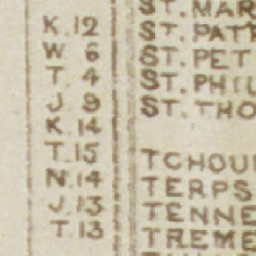 ST. MAR
K. 12 ST. PAT
W 6 ST. PET
T. 4 ST. PHIL
J 9 ST. THO
K. 14
T. 15 TCHOU
N. 14 TERPS
J. 13 TENNE
T. 13 TREME